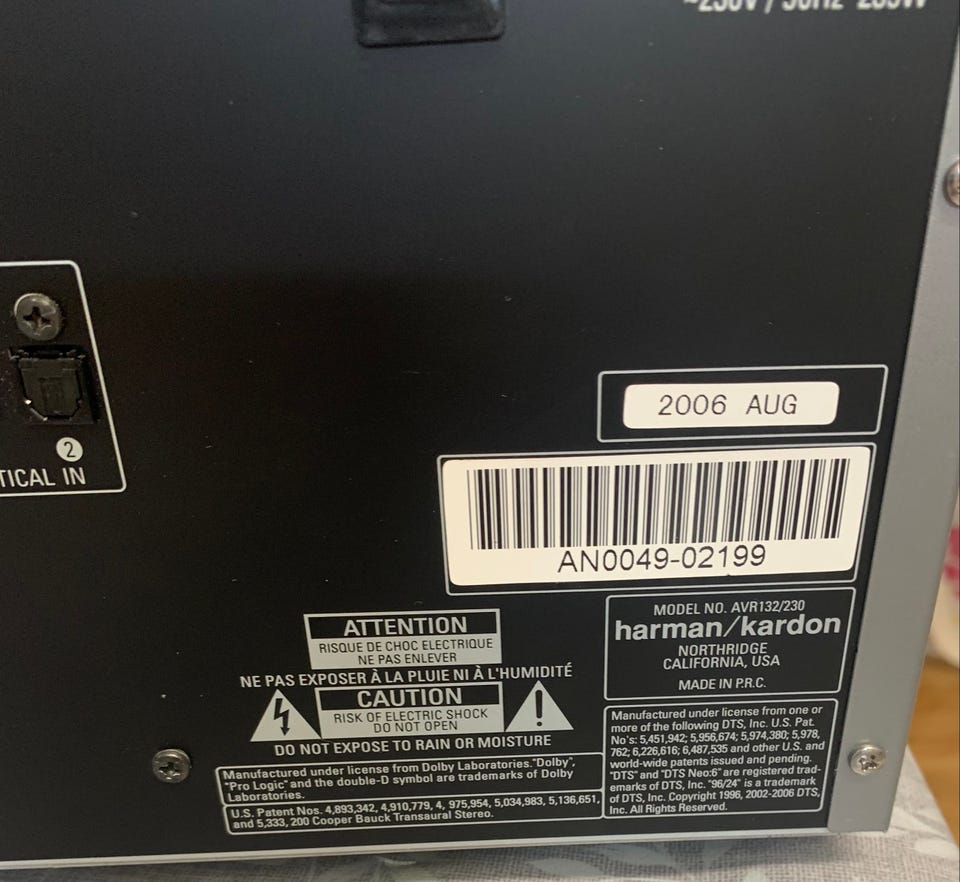 ~230V / 50Hz
2
TICAL IN
2006 AUG
AN0049-02199
MODEL NO. AVR132/230
harman/kardon
NORTHRIDGE
CALIFORNIA, USA
MADE IN P.R.C.
ATTENTION
RISQUE DE CHOC ELECTRIQUE
NE PAS ENLEVER
NE PAS EXPOSER À LA PLUIE NI À L'HUMIDITÉ
CAUTION
RISK OF ELECTRIC SHOCK
DO NOT OPEN
DO NOT EXPOSE TO RAIN OR MOISTURE
Manufactured under license from Dolby Laboratories."Dolby",
"Pro Logic" and the double-D symbol are trademarks of Dolby
Laboratories.
U.S. Patent Nos. 4,893,342, 4,910,779, 4, 975,954, 5,034,983, 5,136,651,
and 5,333, 200 Cooper Bauck Transaural Stereo.
Manufactured under license from one or
more of the following DTS, Inc. U.S. Pat.
No's: 5,451,942; 5,956,674; 5,974,380; 5,978,
762; 6,226,616; 6,487,535 and other U.S. and
world-wide patents issued and pending.
"DTS" and "DTS Neo:6" are registered trad-
emarks of DTS, Inc. "96/24" is a trademark
of DTS, Inc. Copyright 1996, 2002-2006 DTS,
Inc. All Rights Reserved.